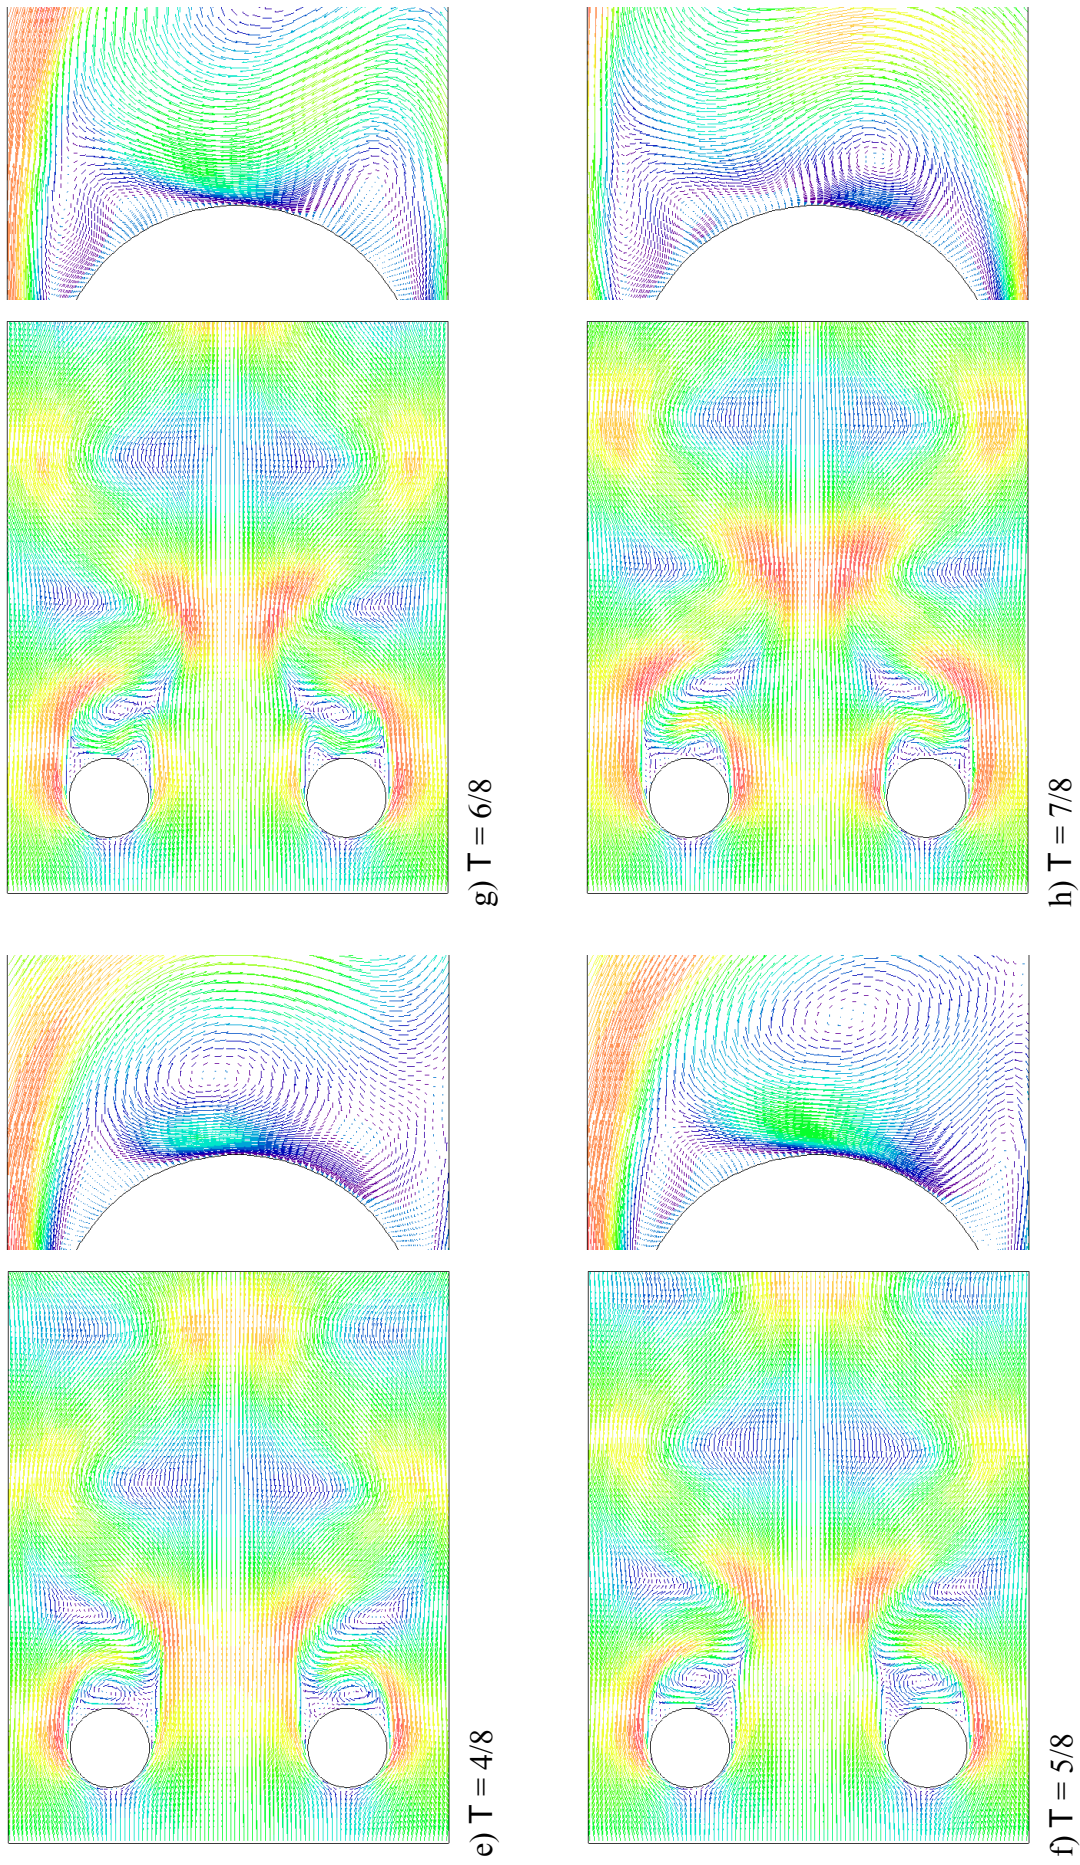 e) T = 4/8
g) T = 6/8
f) T = 5/8
h) T = 7/8